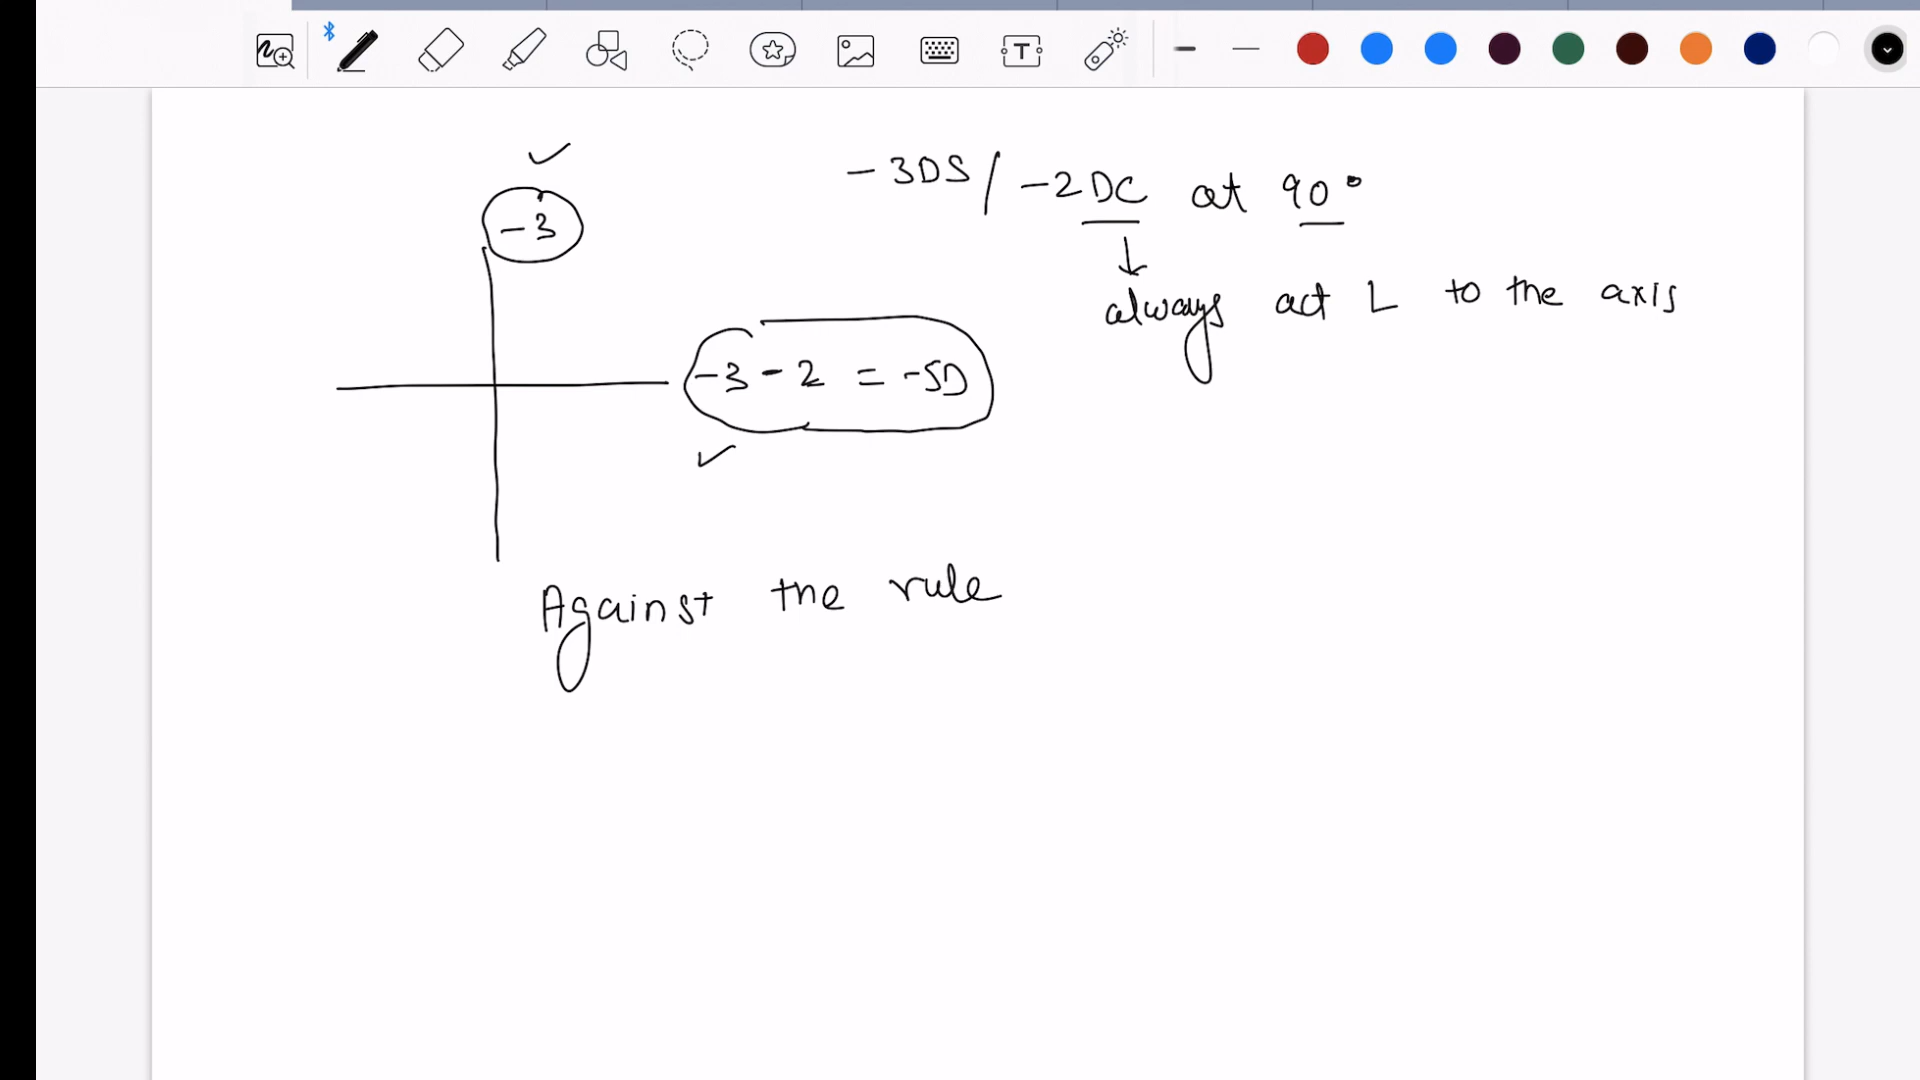 -3DS / -2DC at 90°
-3
↓
always act L to the axis
-3 - 2 = -5D
Against the rule